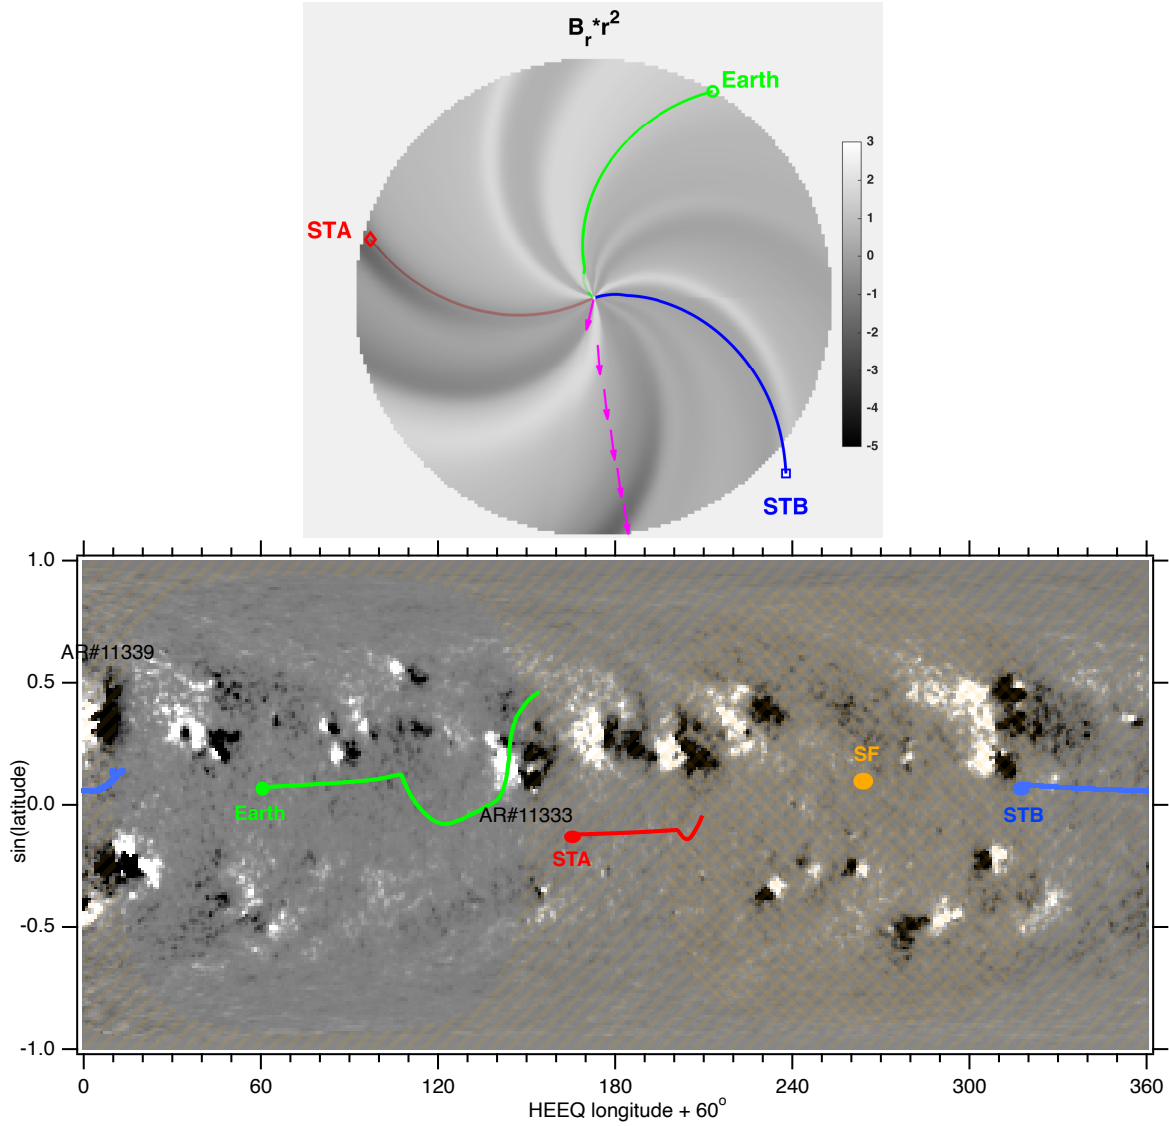 B_r*r^2
Earth
STA
STB
3
2
1
0
-1
-2
-3
-4
-5
1.0
0.5
0.0
-0.5
-1.0
sin(latitude)
AR#11339
SF
Earth
AR#11333
STB
STA
0
60
120
180
240
300
360
HEEQ longitude + 60°